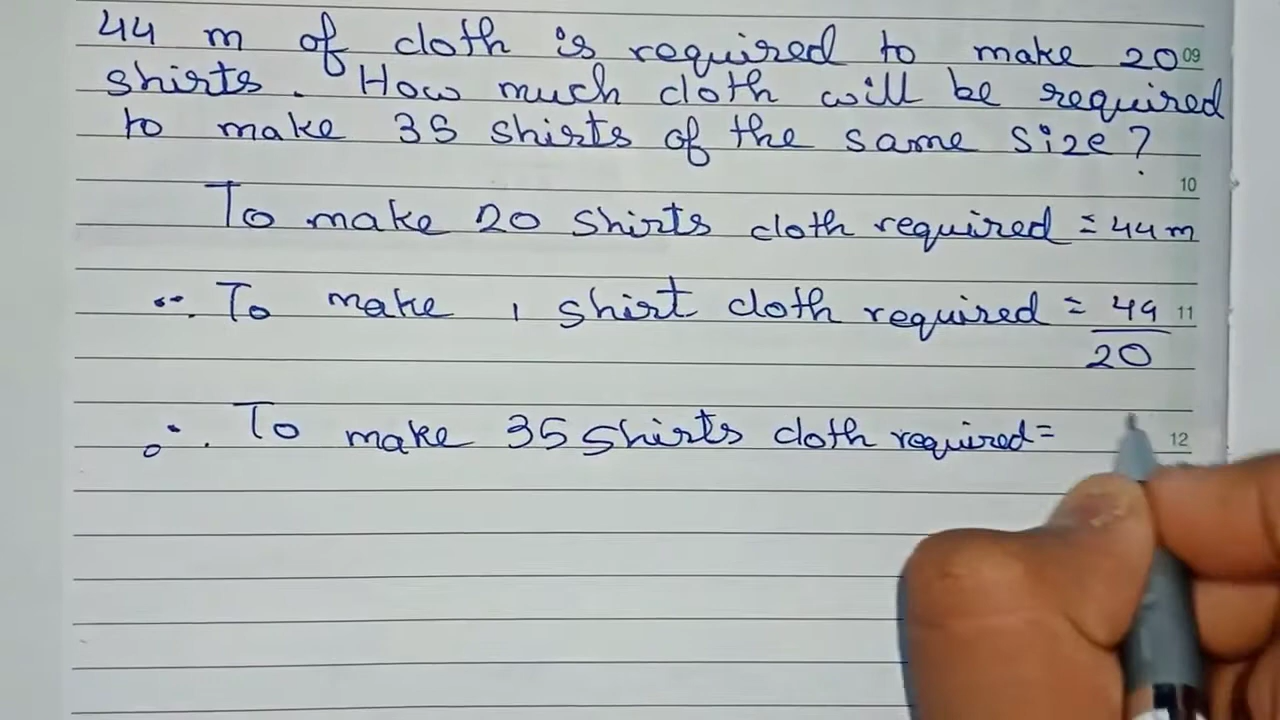 44 m of cloth is required to make 20 09
shirts. How much cloth will be required
to make 35 shirts of the same size?
10
To make 20 shirts cloth required = 44m
∴ To make 1 shirt cloth required = 44 11
20
∴ To make 35 shirts cloth required =
12